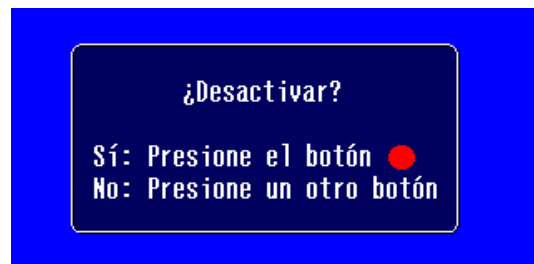 ¿Desactivar?
Sí: Presione el botón
No: Presione un otro botón